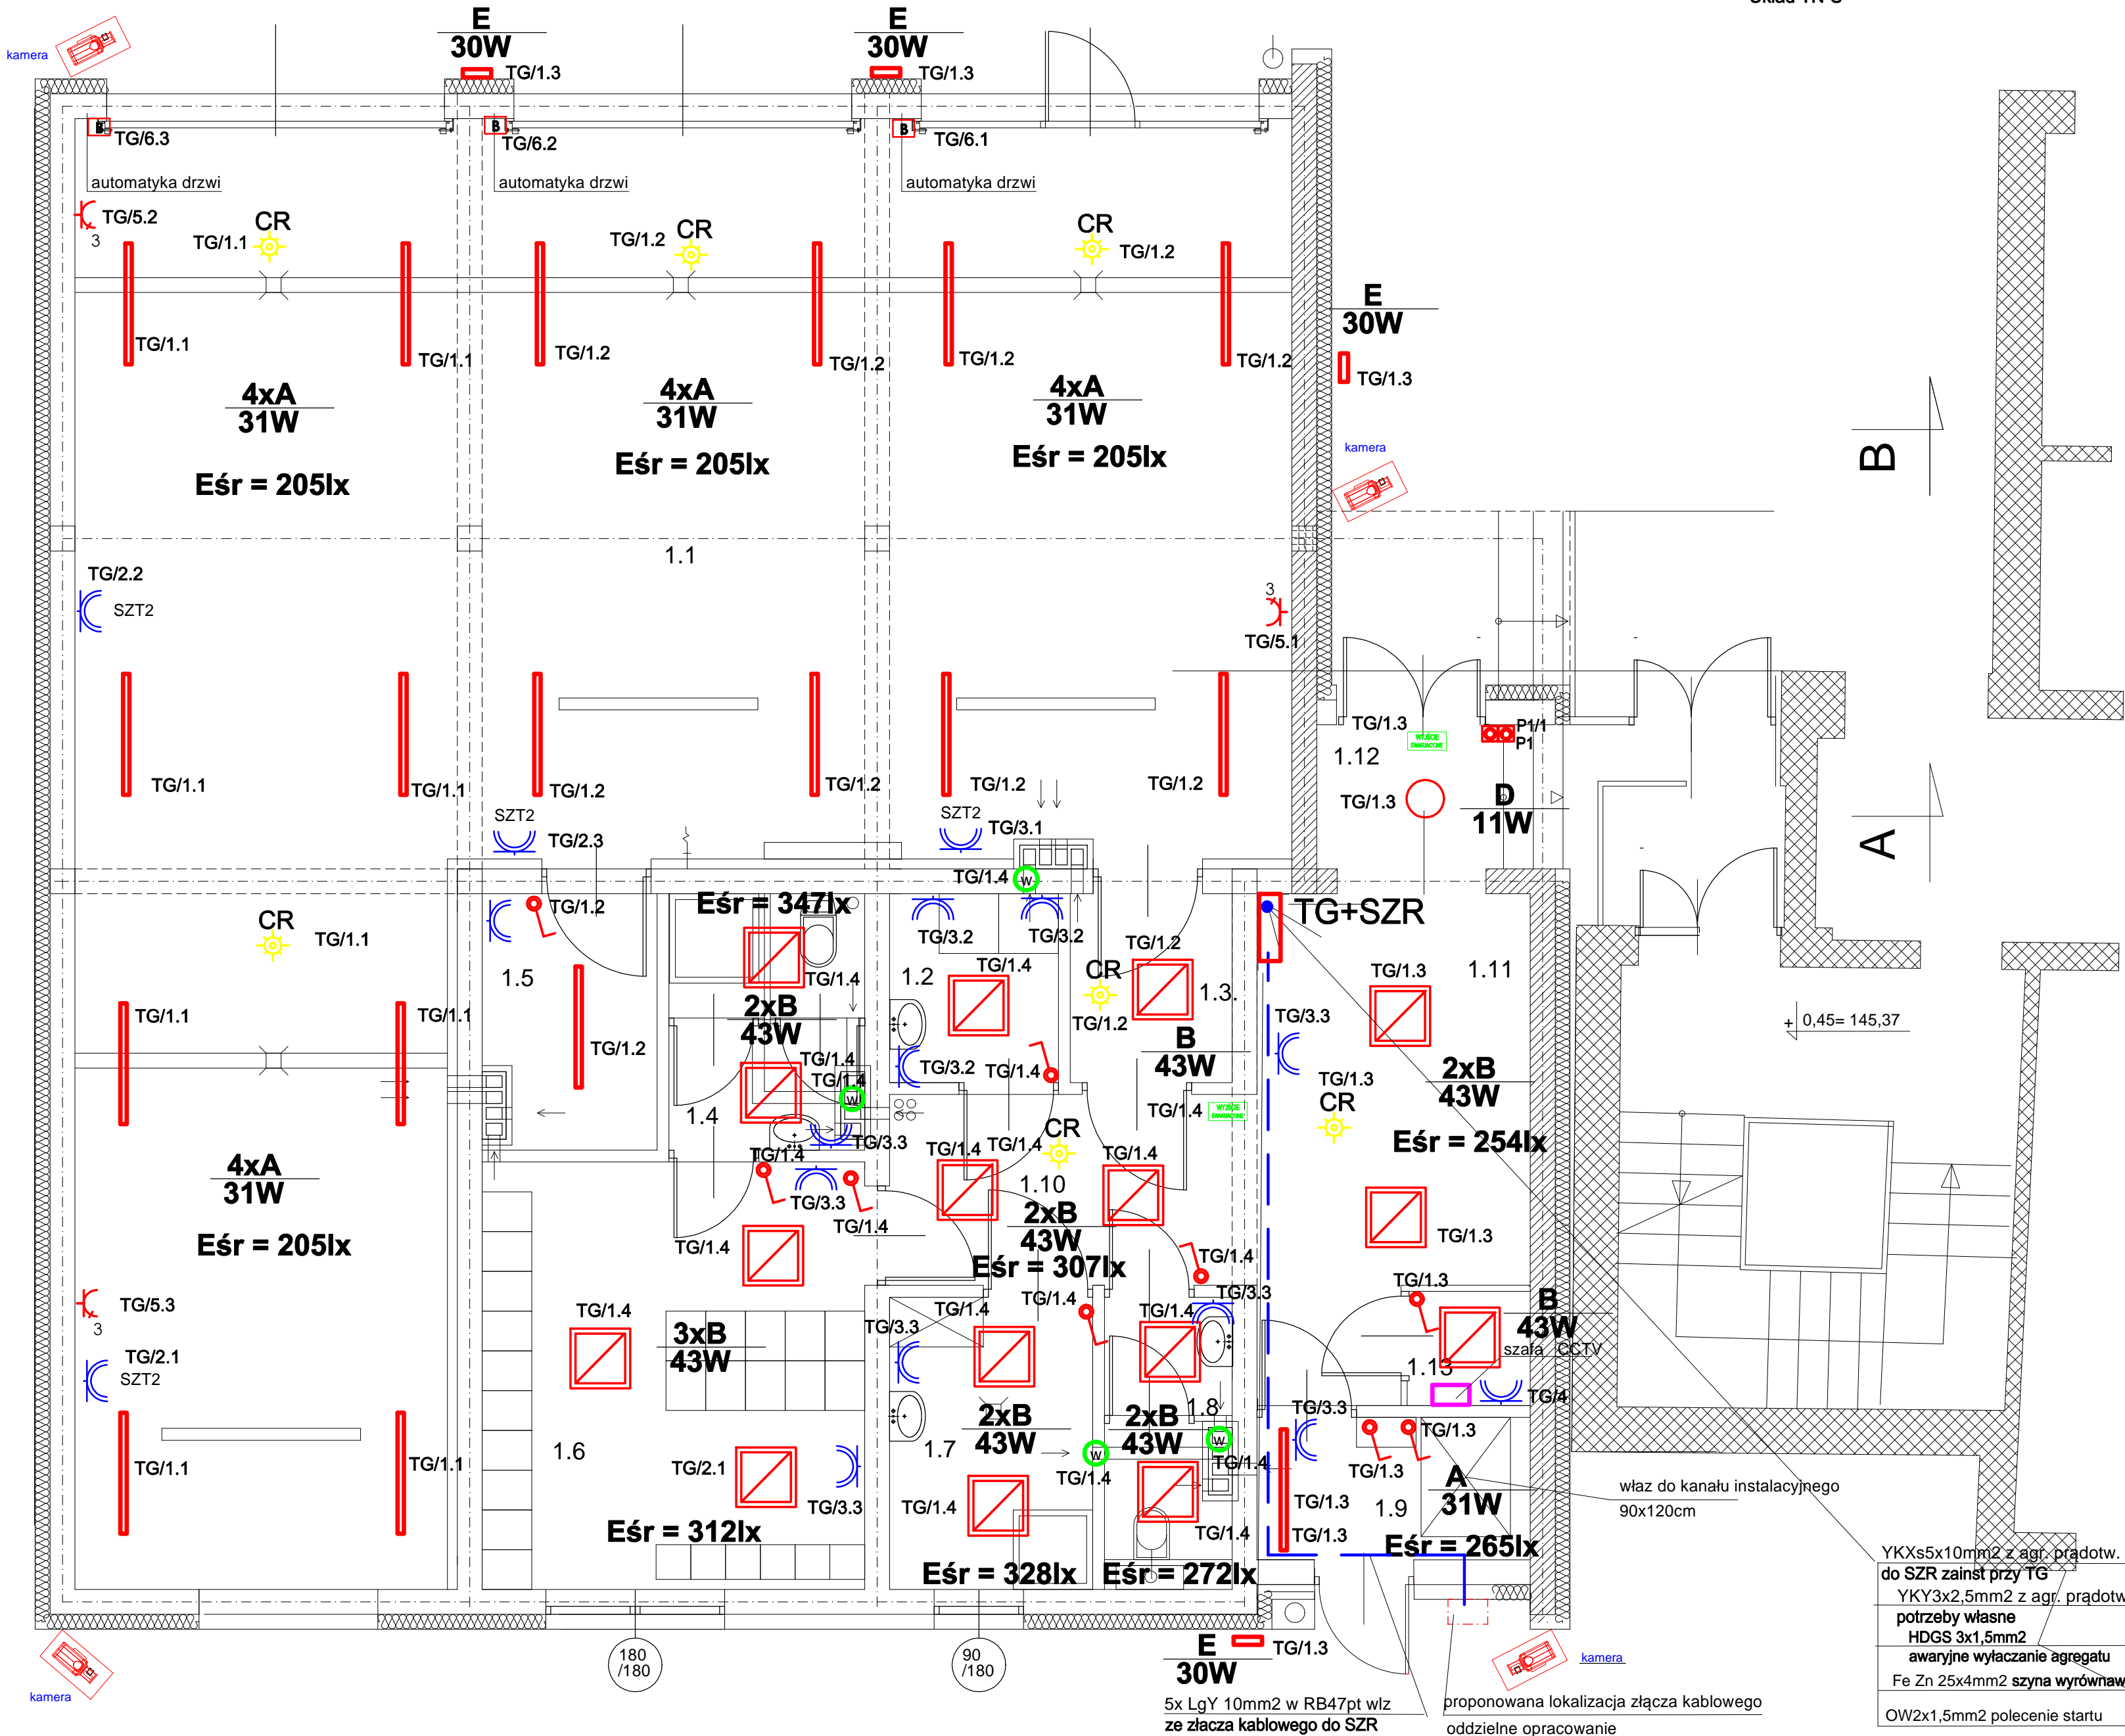 Układ TN-S
E
30W
TG/1.3
E
30W
TG/1.3
kamera
B
TG/6.3
B
TG/6.2
B
TG/6.1
automatyka drzwi
automatyka drzwi
automatyka drzwi
TG/5.2
3
CR
TG/1.1
CR
TG/1.2
CR
TG/1.2
TG/1.1
TG/1.1
TG/1.2
TG/1.2
TG/1.2
TG/1.2
E
30W
TG/1.3
4xA
31W
Eśr = 205lx
4xA
31W
Eśr = 205lx
4xA
31W
Eśr = 205lx
kamera
B
1.1
TG/2.2
SZT2
3
TG/5.1
TG/1.1
TG/1.1
TG/1.2
TG/1.2
TG/1.2
TG/1.2
TG/1.3
WYJŚCIE
EWAKUACYJNE
P1/1
P1
1.12
TG/1.3
D
11W
A
SZT2
TG/2.3
SZT2
TG/3.1
TG/1.4
W
TG+SZR
CR
TG/1.1
TG/1.2
1.5
Eśr = 347lx
TG/1.4
2xB
43W
TG/3.2
TG/3.2
1.2
TG/1.4
TG/1.2
CR
TG/1.2
1.3.
TG/1.3
1.11
TG/3.3
0,45= 145,37
TG/1.1
TG/1.1
TG/1.2
TG/1.4
TG/1.4
W
TG/3.2
TG/1.4
B
43W
2xB
43W
TG/1.3
CR
Eśr = 254lx
1.4
TG/3.3
TG/1.4
TG/1.4
TG/1.4
CR
TG/1.4
WYJŚCIE
EWAKUACYJNE
TG/1.4
4xA
31W
Eśr = 205lx
TG/3.3
TG/1.4
1.10
2xB
43W
Eśr = 307lx
TG/1.4
TG/1.4
TG/1.3
TG/1.3
TG/5.3
3
TG/2.1
SZT2
TG/1.4
3xB
43W
TG/3.3
TG/1.4
TG/1.4
TG/1.4
TG/3.3
B
43W
szafa CCTV
1.13
TG/4
TG/1.1
TG/1.1
1.6
TG/2.1
TG/3.3
Eśr = 312lx
2xB
43W
1.7
W
TG/1.4
TG/1.4
2xB
43W
1.8
W
TG/1.4
TG/1.4
TG/3.3
TG/1.3
TG/1.3
TG/1.3
TG/1.3
1.9
A
31W
Eśr = 265lx
Eśr = 328lx
Eśr = 272lx
właz do kanału instalacyjnego
90x120cm
YKXs5x10mm2 z agr. prądotw.
do SZR zainst przy TG
YKY3x2,5mm2 z agr. prądotw
potrzeby własne
HDGS 3x1,5mm2
awaryjne wyłaczanie agregatu
Fe Zn 25x4mm2 szyna wyrównaw
OW2x1,5mm2 polecenie startu
kamera
180
/180
90
/180
E
30W
TG/1.3
kamera
5x LgY 10mm2 w RB47pt wlz
ze złacza kablowego do SZR
proponowana lokalizacja złącza kablowego
oddzielne opracowanie